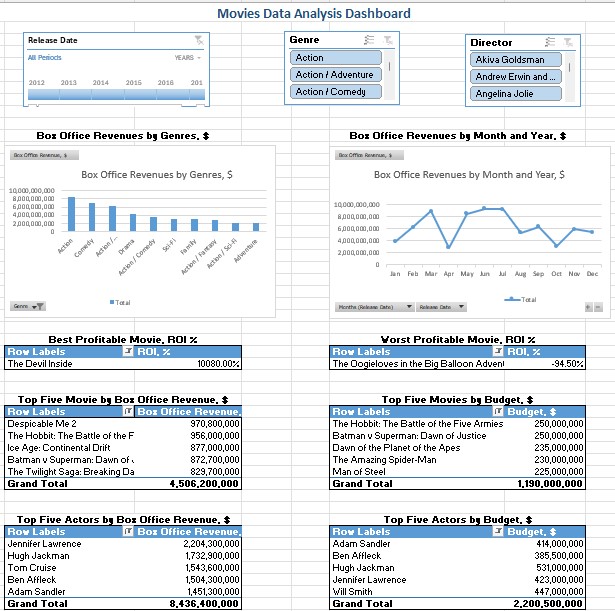 Movies Data Analysis Dashboard
Release Date
All Periods YEARS
2012 2013 2014 2015 2016 201
Genre
Action
Action / Adventure
Action / Comedy
Director
Akiva Goldsman
Andrew Erwin and ...
Angelina Jolie
Box Office Revenues by Genres, $
Box Office Revenues, $
Box Office Revenues by Genres, $
10,000,000,000
8,000,000,000
6,000,000,000
4,000,000,000
2,000,000,000
0
Action Comedy Action /... Drama Action / Comedy Sci-Fi Family Action / Fantasy Action / Sci-Fi Adventure
Total
Genre
Box Office Revenues by Month and Year, $
Box Office Revenues, $
Box Office Revenues by Month and Year, $
10,000,000,000
8,000,000,000
6,000,000,000
4,000,000,000
2,000,000,000
0
Jan Feb Mar Apr May Jun Jul Aug Sep Oct Nov Dec
Total
Months (Release Date) Release Date + -
Best Profitable Movie, ROI %
Row Labels ROI, %
The Devil Inside 10080.00%
Worst Profitable Movie, ROI %
Row Labels ROI, %
The Oogieloves in the Big Balloon Advent -94.50%
Top Five Movie by Box Office Revenue, $
Row Labels Box Office Revenue,
Despicable Me 2 970,800,000
The Hobbit: The Battle of the F 956,000,000
Ice Age: Continental Drift 877,000,000
Batman v Superman: Dawn of 872,700,000
The Twilight Saga: Breaking Da 829,700,000
Grand Total 4,506,200,000
Top Five Movies by Budget, $
Row Labels Budget, $
The Hobbit: The Battle of the Five Armies 250,000,000
Batman v Superman: Dawn of Justice 250,000,000
Dawn of the Planet of the Apes 235,000,000
The Amazing Spider-Man 230,000,000
Man of Steel 225,000,000
Grand Total 1,190,000,000
Top Five Actors by Box Office Revenue, $
Row Labels Box Office Revenue,
Jennifer Lawrence 2,204,300,000
Hugh Jackman 1,732,900,000
Tom Cruise 1,543,600,000
Ben Affleck 1,504,300,000
Adam Sandler 1,451,300,000
Grand Total 8,436,400,000
Top Five Actors by Budget, $
Row Labels Budget, $
Adam Sandler 414,000,000
Ben Affleck 385,500,000
Hugh Jackman 531,000,000
Jennifer Lawrence 423,000,000
Will Smith 447,000,000
Grand Total 2,200,500,000